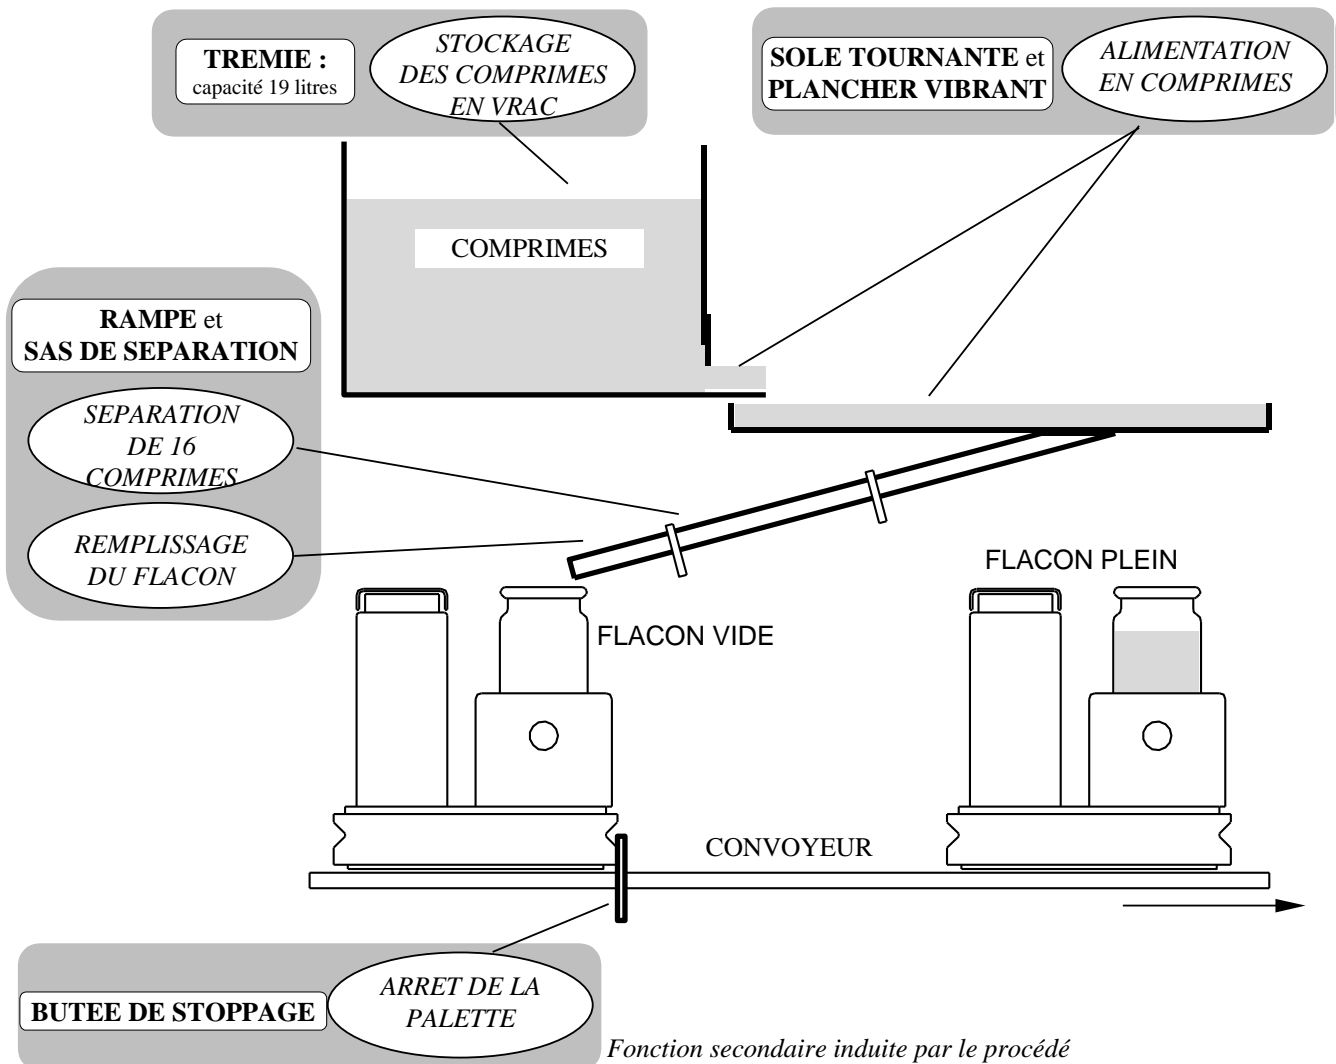 TREMIE :
capacité 19 litres
STOCKAGE
DES COMPRIMES
EN VRAC
SOLE TOURNANTE et
PLANCHER VIBRANT
ALIMENTATION
EN COMPRIMES
COMPRIMES
RAMPE et
SAS DE SEPARATION
SEPARATION
DE 16
COMPRIMES
REMPLISSAGE
DU FLACON
FLACON PLEIN
FLACON VIDE
CONVOYEUR
BUTEE DE STOPPAGE
ARRET DE LA
PALETTE
Fonction secondaire induite par le procédé